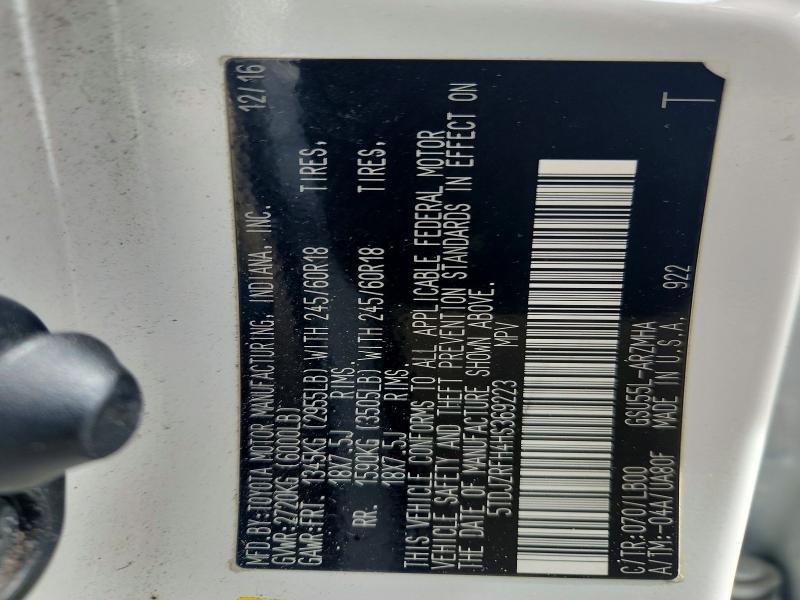 MFD.BY:TOYOTA MOTOR MANUFACTURING, INDIANA, INC. 12/16
GVWR:2720KG (6000LB)
GAWR:FRT. 1345KG (2955LB) WITH 245/60R18 TIRES,
18X7.5J RIMS.
RR. 1590KG (3505LB) WITH 245/60R18 TIRES,
18X7.5J RIMS.
THIS VEHICLE CONFORMS TO ALL APPLICABLE FEDERAL MOTOR
VEHICLE SAFETY AND THEFT PREVENTION STANDARDS IN EFFECT ON
THE DATE OF MANUFACTURE SHOWN ABOVE.
5TDJZRFHHS369223 MPV
C/TR:070/LB00 GSU55L-ARZMHA
A/TM:-04A/UA80F MADE IN U.S.A. 922 T